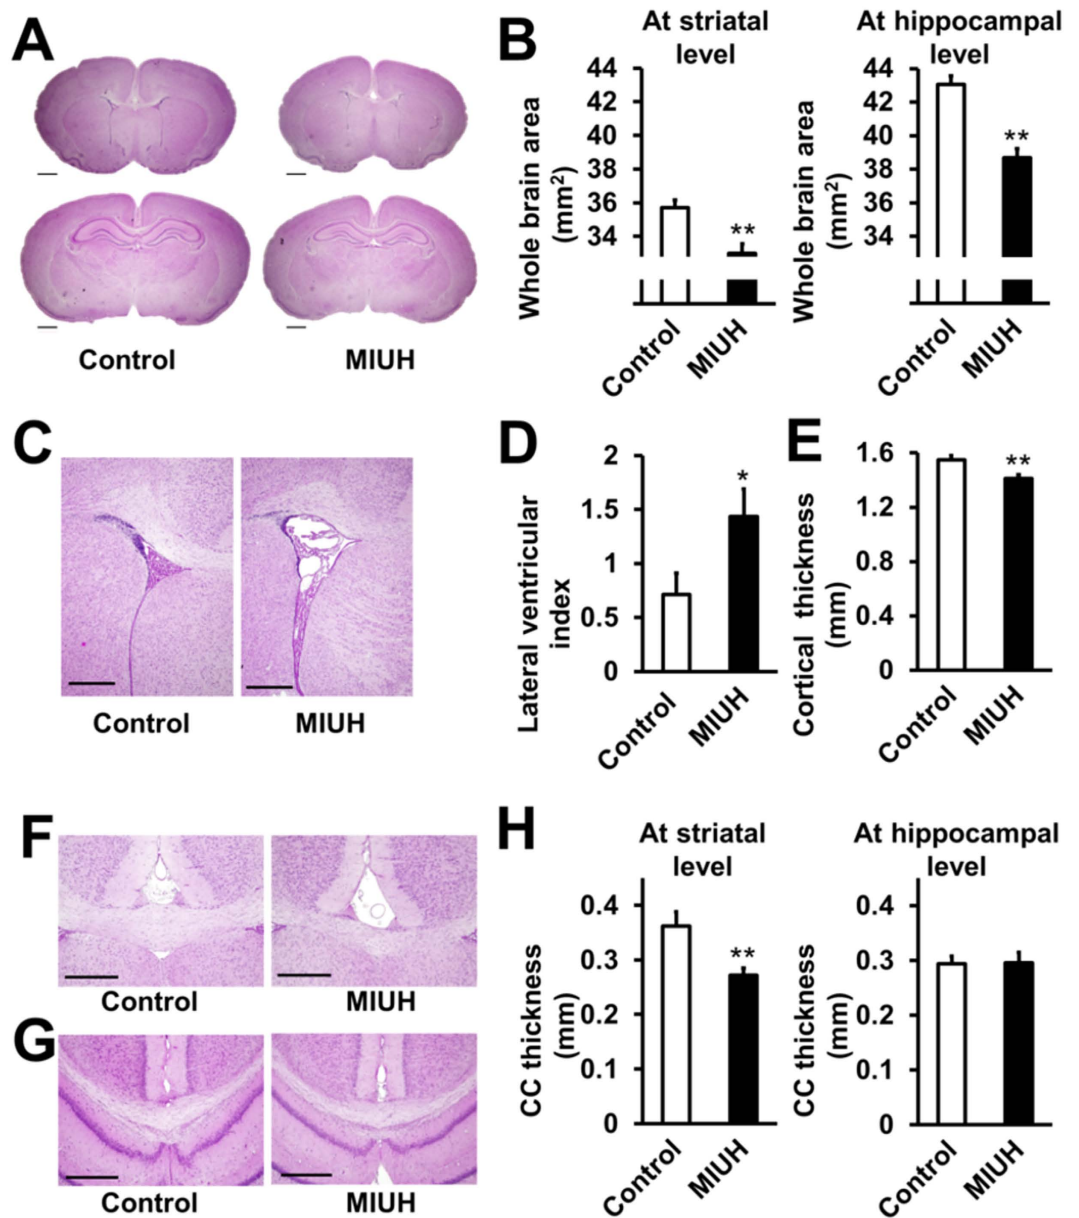 A
Control
MIUH
B
At striatal
level
Whole brain area
(mm²)
44
42
40
38
36
34
**
Control
MIUH
At hippocampal
level
Whole brain area
(mm²)
44
42
40
38
36
34
**
Control
MIUH
C
Control
MIUH
D
Lateral ventricular
index
2
1.5
1
0.5
0
*
Control
MIUH
E
Cortical thickness
(mm)
1.6
1.2
0.8
0.4
0
**
Control
MIUH
F
Control
MIUH
G
Control
MIUH
H
At striatal
level
CC thickness
(mm)
0.4
0.3
0.2
0.1
0
**
Control
MIUH
At hippocampal
level
CC thickness
(mm)
0.4
0.3
0.2
0.1
0
Control
MIUH